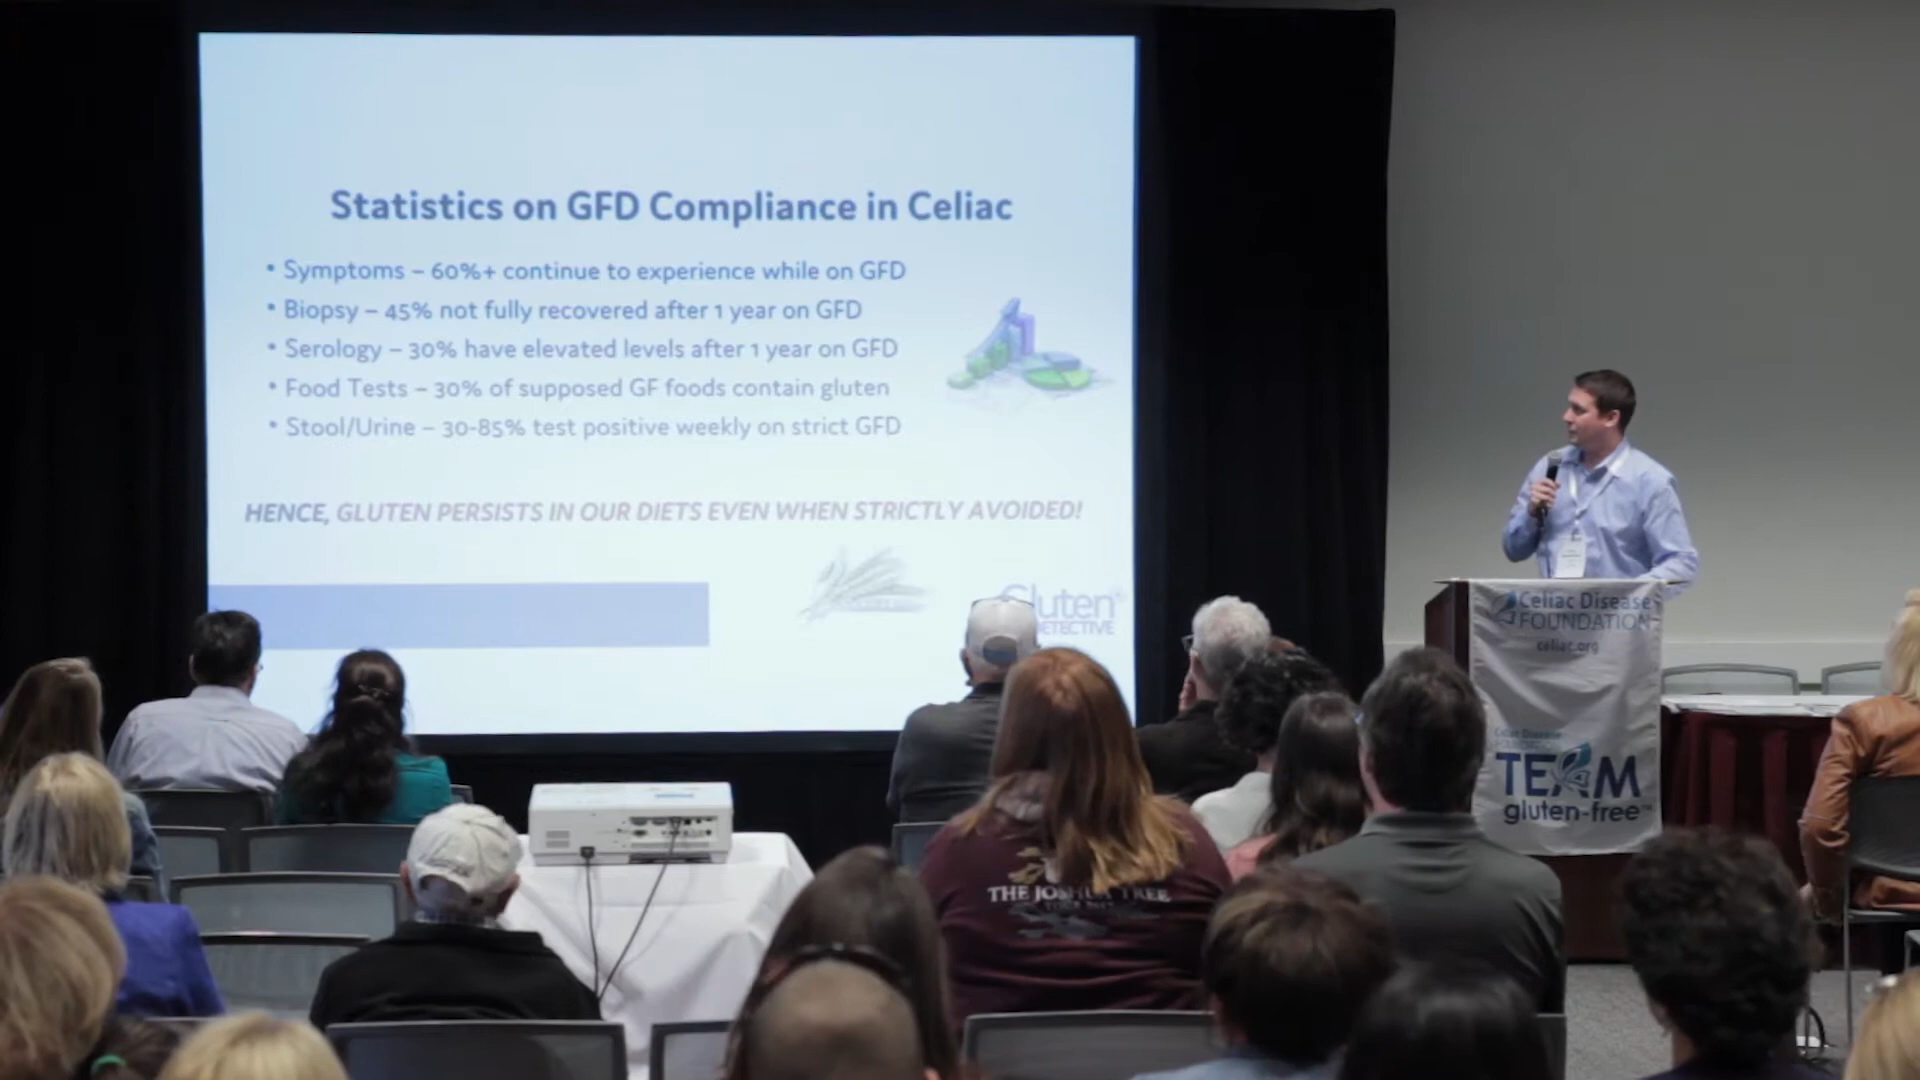 Statistics on GFD Compliance in Celiac
• Symptoms – 60%+ continue to experience while on GFD
• Biopsy – 45% not fully recovered after 1 year on GFD
• Serology – 30% have elevated levels after 1 year on GFD
• Food Tests – 30% of supposed GF foods contain gluten
• Stool/Urine – 30-85% test positive weekly on strict GFD
HENCE, GLUTEN PERSISTS IN OUR DIETS EVEN WHEN STRICTLY AVOIDED!
Gluten
DETECTIVE
Celiac Disease
FOUNDATION
celiac.org
Celiac Disease
TEAM
gluten-free™
THE JOSHUA TREE